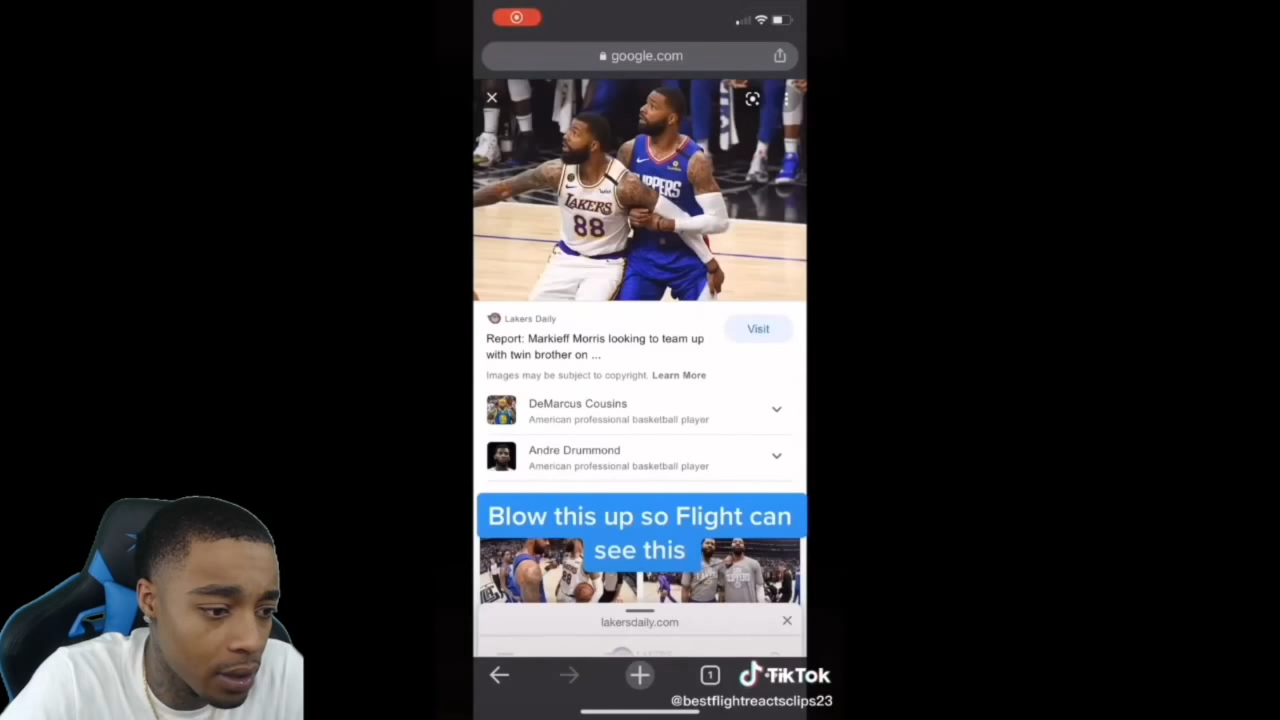 google.com
LAKERS
88
CLIPPERS
Lakers Daily
Visit
Report: Markieff Morris looking to team up
with twin brother on ...
Images may be subject to copyright. Learn More
DeMarcus Cousins
American professional basketball player
Andre Drummond
American professional basketball player
Blow this up so Flight can
see this
lakersdaily.com
1
TikTok
@bestflightreactsclips23